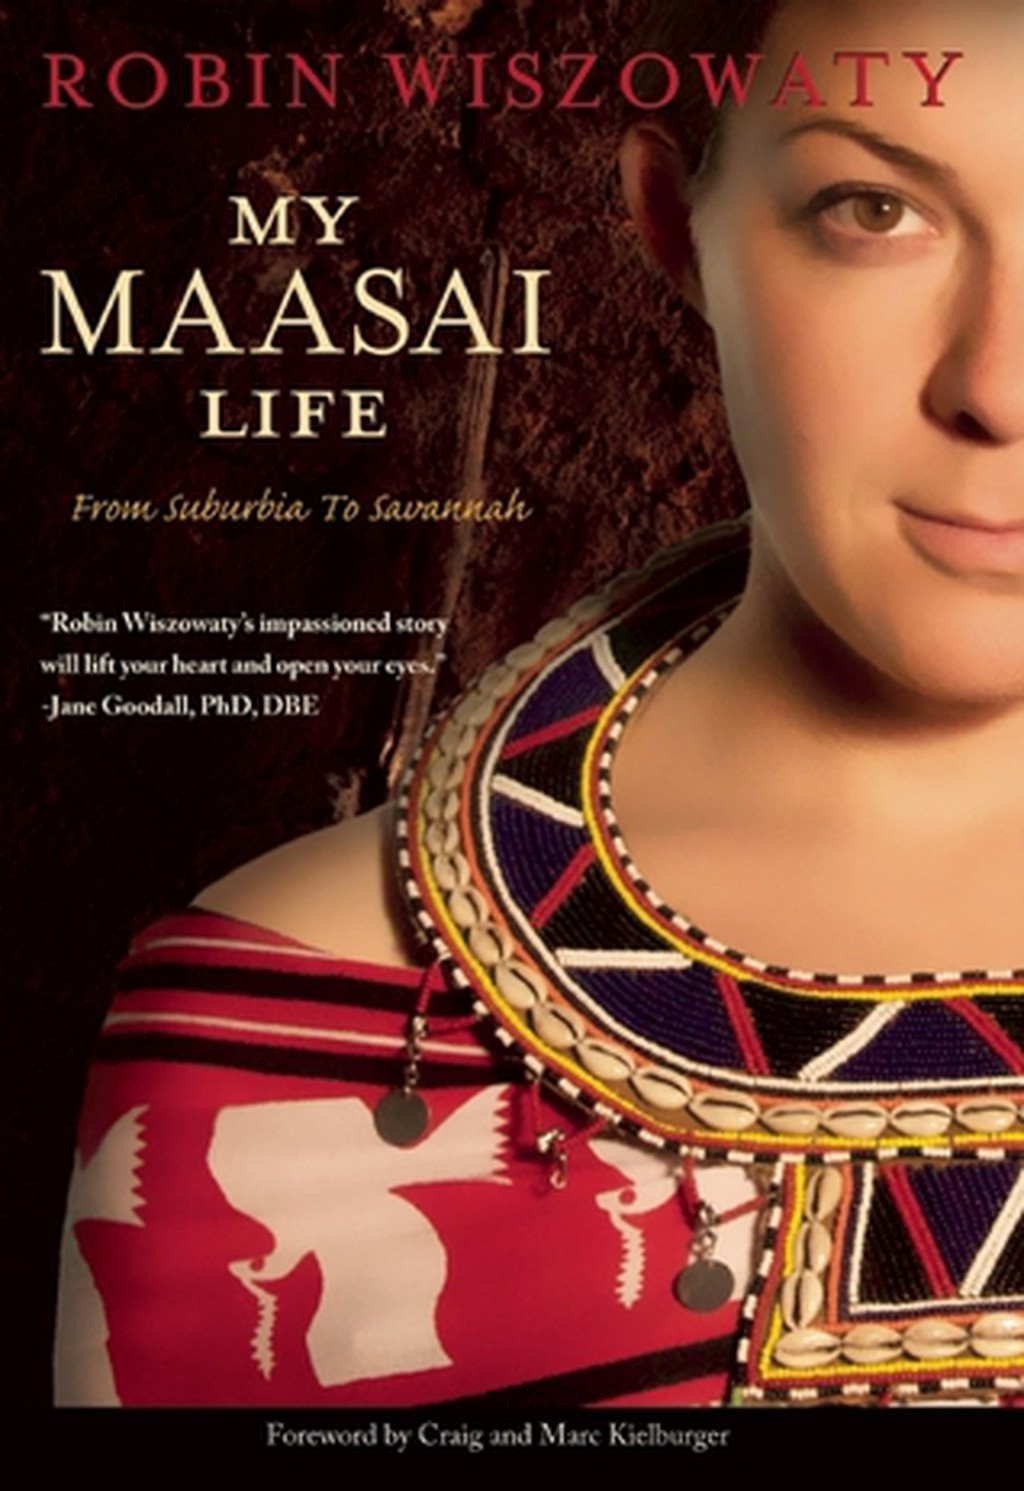 ROBIN WISZOWATY
MY
MAASAI
LIFE
From Suburbia To Savannah
“Robin Wiszowaty’s impassioned story
will lift your heart and open your eyes.”
-Jane Goodall, PhD, DBE
Foreword by Craig and Marc Kielburger